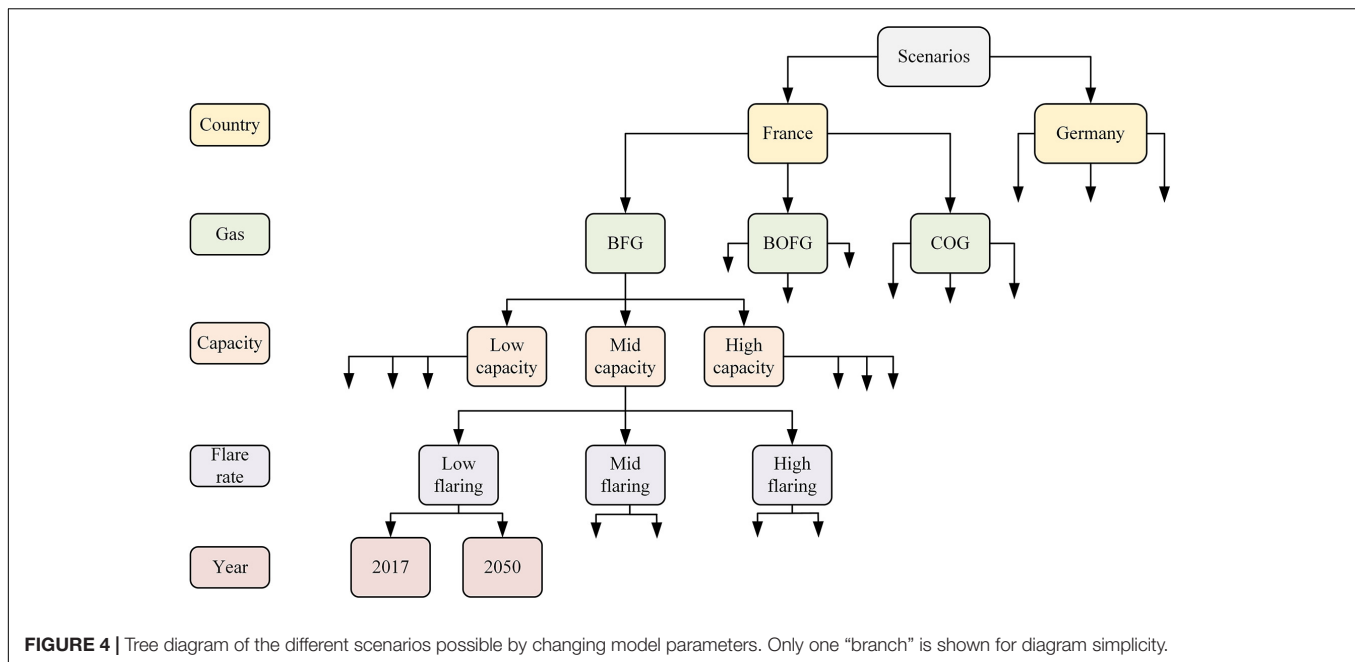 Scenarios
Country
France
Germany
Gas
BFG
BOFG
COG
Capacity
Low
capacity
Mid
capacity
High
capacity
Flare
rate
Low
flaring
Mid
flaring
High
flaring
Year
2017
2050
FIGURE 4 | Tree diagram of the different scenarios possible by changing model parameters. Only one “branch” is shown for diagram simplicity.